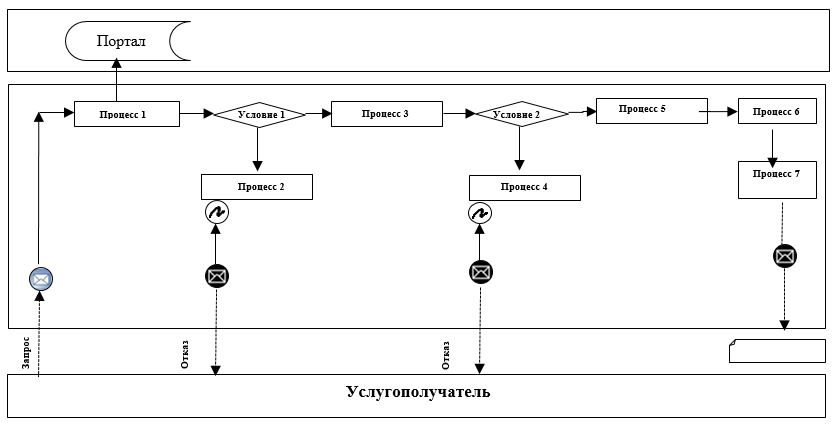 Портал
Процесс 1
Условие 1
Процесс 3
Условие 2
Процесс 5
Процесс 6
Процесс 2
Процесс 4
Процесс 7
Запрос
Отказ
Отказ
Услугополучатель